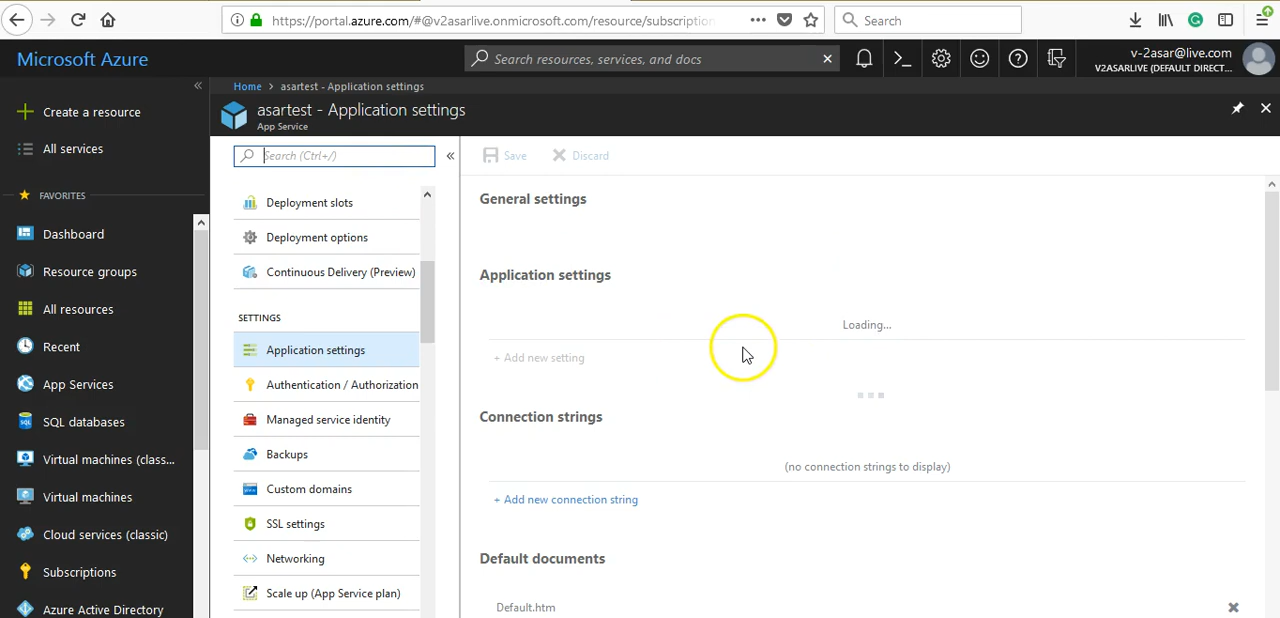 https://portal.azure.com/#@v2asarlive.onmicrosoft.com/resource/subscription
Search
Microsoft Azure
Search resources, services, and docs
v-2asar@live.com
V2ASARLIVE (DEFAULT DIRECT...
Home > asartest - Application settings
asartest - Application settings
App Service
Create a resource
All services
FAVORITES
Dashboard
Resource groups
All resources
Recent
App Services
SQL databases
Virtual machines (class...
Virtual machines
Cloud services (classic)
Subscriptions
Azure Active Directory
Search (Ctrl+/)
Deployment slots
Deployment options
Continuous Delivery (Preview)
SETTINGS
Application settings
Authentication / Authorization
Managed service identity
Backups
Custom domains
SSL settings
Networking
Scale up (App Service plan)
Save Discard
General settings
Application settings
Loading...
+ Add new setting
Connection strings
(no connection strings to display)
+ Add new connection string
Default documents
Default.htm